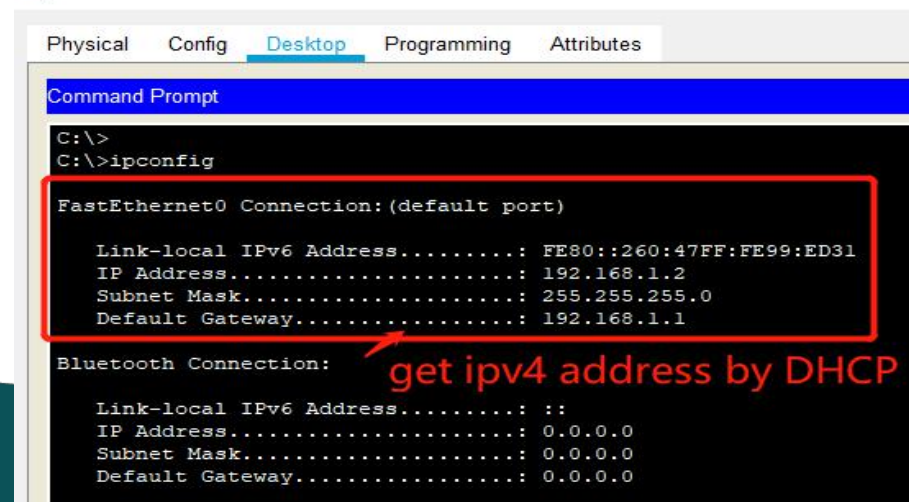 Physical Config Desktop Programming Attributes
Command Prompt
C:\>
C:\>ipconfig
FastEthernet0 Connection:(default port)
Link-local IPv6 Address.........: FE80::260:47FF:FE99:ED31
IP Address......................: 192.168.1.2
Subnet Mask.....................: 255.255.255.0
Default Gateway.................: 192.168.1.1
Bluetooth Connection:
get ipv4 address by DHCP
Link-local IPv6 Address.........: ::
IP Address......................: 0.0.0.0
Subnet Mask.....................: 0.0.0.0
Default Gateway.................: 0.0.0.0